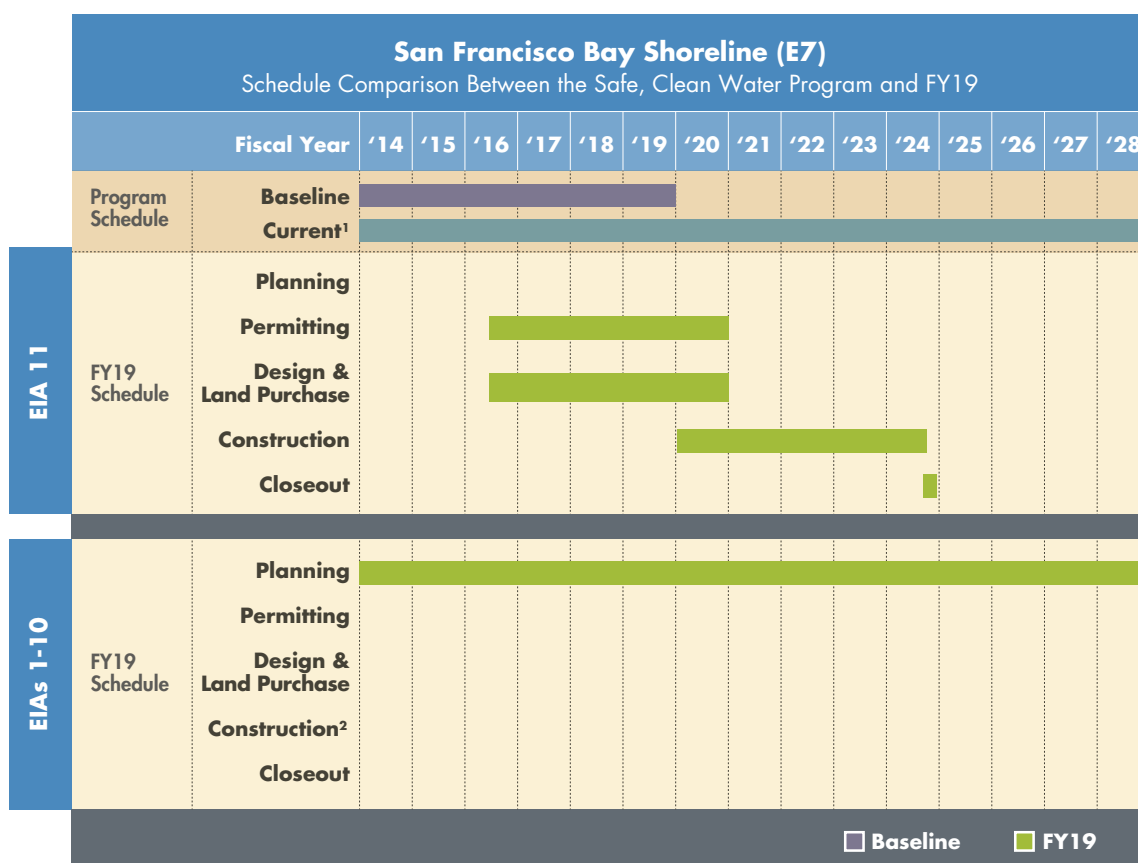 San Francisco Bay Shoreline (E7)
Schedule Comparison Between the Safe, Clean Water Program and FY19
Fiscal Year ‘14 ‘15 ‘16 ‘17 ‘18 ‘19 ‘20 ‘21 ‘22 ‘23 ‘24 ‘25 ‘26 ‘27 ‘28
Program
Schedule
Baseline
Current¹
EIA 11
FY19
Schedule
Planning
Permitting
Design &
Land Purchase
Construction
Closeout
EIAs 1-10
FY19
Schedule
Planning
Permitting
Design &
Land Purchase
Construction²
Closeout
Baseline FY19